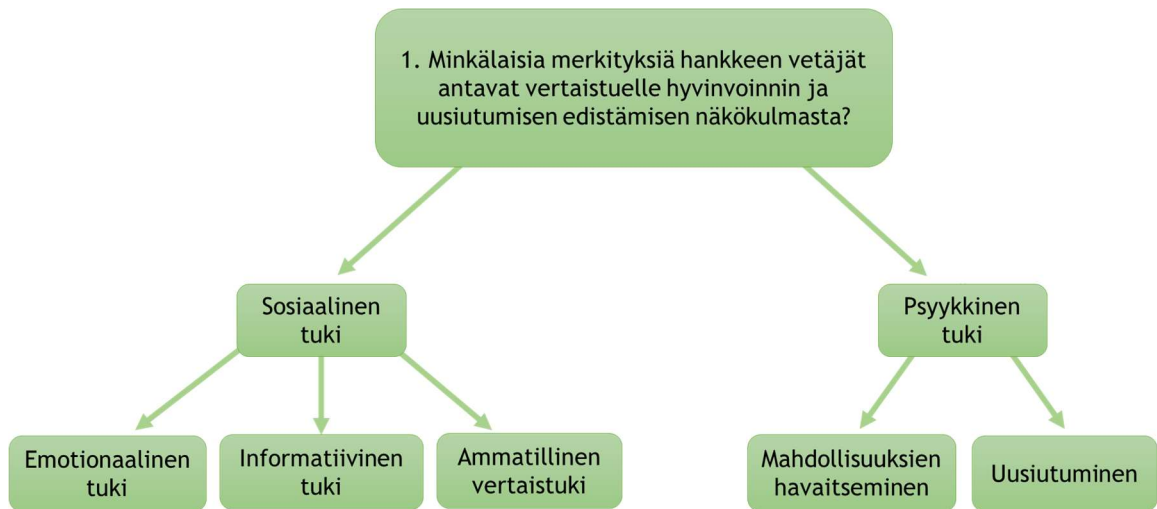 1. Minkälaisia merkityksiä hankkeen vetäjät
antavat vertaistuelle hyvinvoinnin ja
uusiutumisen edistämisen näkökulmasta?
Sosiaalinen
tuki
Psyykkinen
tuki
Emotionaalinen
tuki
Informatiivinen
tuki
Ammatillinen
vertaistuki
Mahdollisuuksien
havaitseminen
Uusiutuminen